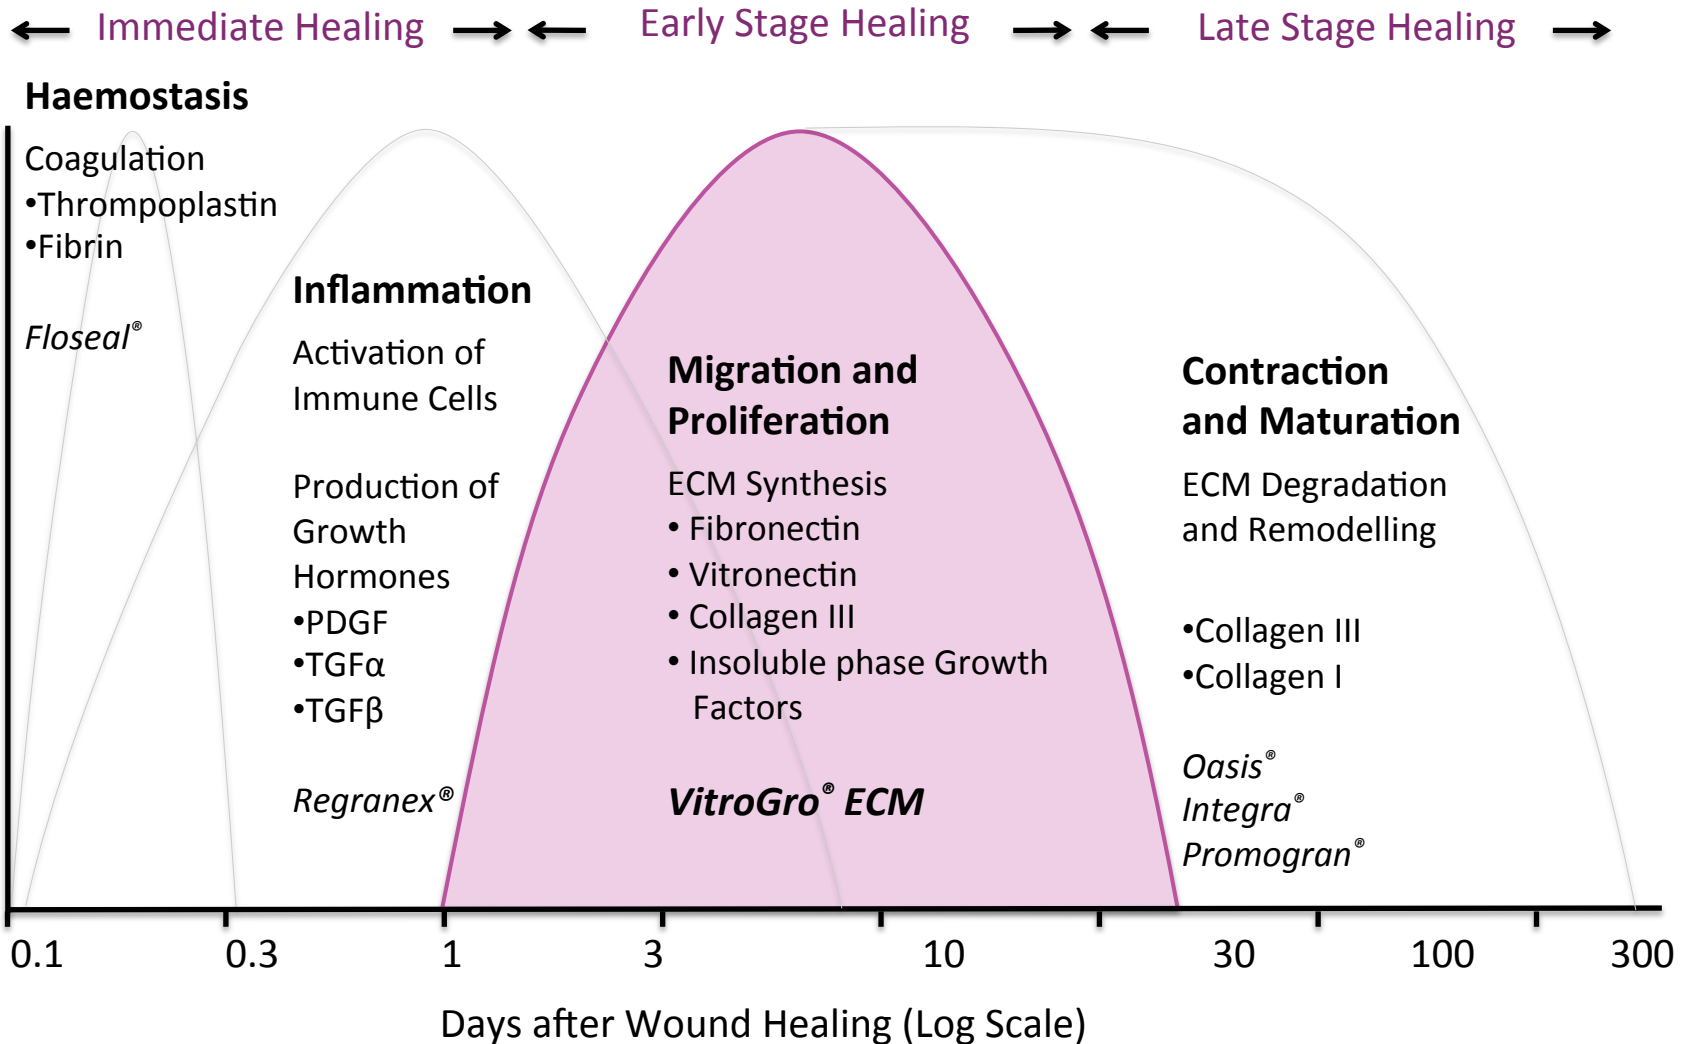 Immediate Healing
Early Stage Healing
Late Stage Healing
Haemostasis
Coagulation
•Thrompoplastin
•Fibrin
Floseal®
Inflammation
Activation of
Immune Cells
Production of
Growth
Hormones
•PDGF
•TGFα
•TGFβ
Regranex®
Migration and
Proliferation
ECM Synthesis
• Fibronectin
• Vitronectin
• Collagen III
• Insoluble phase Growth
Factors
VitroGro® ECM
Contraction
and Maturation
ECM Degradation
and Remodelling
•Collagen III
•Collagen I
Oasis®
Integra®
Promogran®
0.1 0.3 1 3 10 30 100 300
Days after Wound Healing (Log Scale)